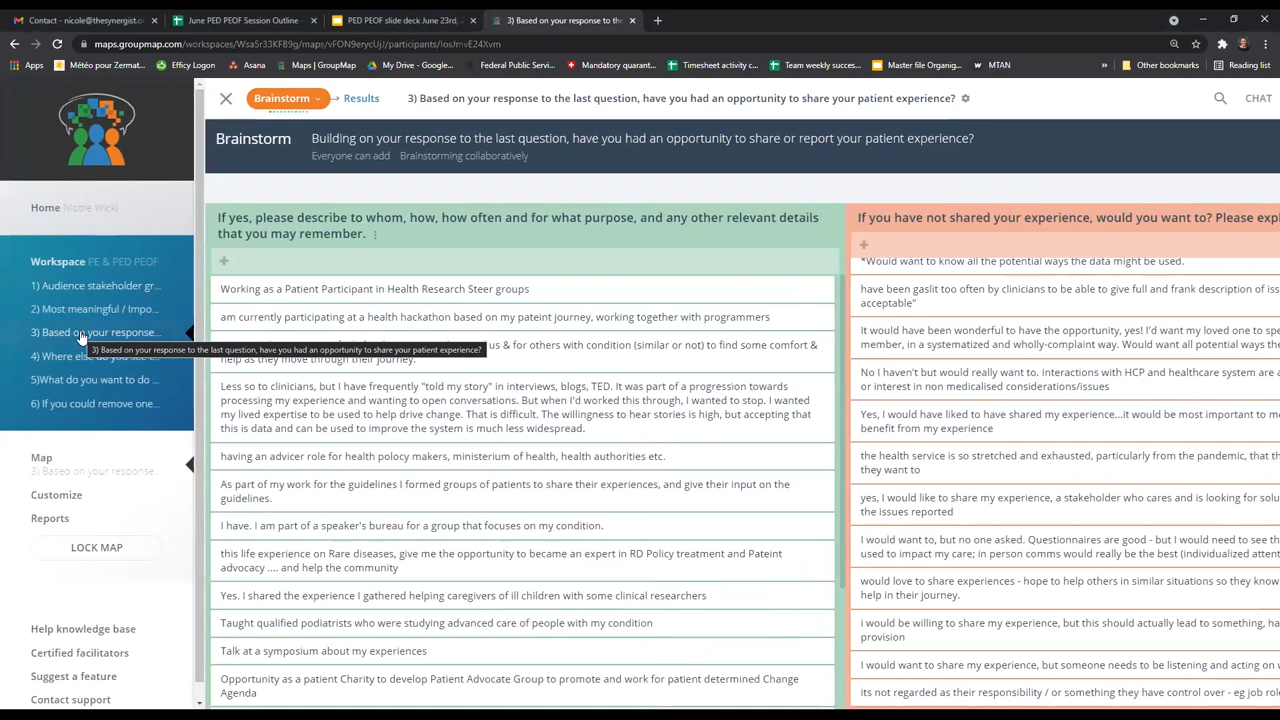 Contact - nicole@thesynergist.or
June PED PEOF Session Outline -
PED PEOF slide deck June 23rd,
3) Based on your response to the
maps.groupmap.com/workspaces/Wsa5r33KFB9g/maps/
Apps
Météo pour Zermat...
Efficy Logon
Asana
Maps | GroupMap
My Drive - Google...
Federal Public Servic...
Mandatory quarant...
Timesheet activity c...
Team weekly succes...
Master file Organig...
MTAN
Other bookmarks
Reading list
Brainstorm
Results
3) Based on your response to the last question, have you had an opportunity to share your patient experience?
CHAT
Brainstorm
Building on your response to the last question, have you had an opportunity to share or report your patient experience?
Everyone can add Brainstorming collaboratively
Home Nicole Wicki
Workspace PE & PED PEOF
1) Audience stakeholder gr...
2) Most meaningful / Impo...
3) Based on your response...
4) Where else do you see
5)What do you want to do ...
6) If you could remove one...
3) Based on your response to the last question, have you had an opportunity to share your patient experience?
Map
3) Based on your response...
Customize
Reports
LOCK MAP
Help knowledge base
Certified facilitators
Suggest a feature
Contact support
If yes, please describe to whom, how, how often and for what purpose, and any other relevant details
that you may remember.
+
Working as a Patient Participant in Health Research Steer groups
am currently participating at a health hackathon based on my pateint journey, working together with programmers
us & for others with condition (similar or not) to find some comfort &
help as they move through their journey.
Less so to clinicians, but I have frequently "told my story" in interviews, blogs, TED. It was part of a progression towards
processing my experience and wanting to open conversations. But when I'd worked this through, I wanted to stop. I wanted
my lived expertise to be used to help drive change. That is difficult. The willingness to hear stories is high, but accepting that
this is data and can be used to improve the system is much less widespread.
having an advicer role for health polocy makers, ministerium of health, health authorities etc.
As part of my work for the guidelines I formed groups of patients to share their experiences, and give their input on the
guidelines.
I have. I am part of a speaker's bureau for a group that focuses on my condition.
this life experience on Rare diseases, give me the opportunity to became an expert in RD Policy treatment and Pateint
advocacy .... and help the community
Yes. I shared the experience I gathered helping caregivers of ill children with some clinical researchers
Taught qualified podiatrists who were studying advanced care of people with my condition
Talk at a symposium about my experiences
Opportunity as a patient Charity to develop Patient Advocate Group to promote and work for patient determined Change
Agenda
If you have not shared your experience, would you want to? Please expl
+
*Would want to know all the potential ways the data might be used.
have been gaslit too often by clinicians to be able to give full and frank description of iss
acceptable"
It would have been wonderful to have the opportunity, yes! I'd want my loved one to spe
member, in a systematized and wholly-complaint way. Would want all potential ways the
No I haven't but would really want to. Interactions with HCP and healthcare system are a
or interest in non medicalised considerations/issues
Yes, I would have liked to have shared my experience...it would be most important to m
benefit from my experience
the health service is so stretched and exhausted, particularly from the pandemic, that th
they want to
yes, I would like to share my experience, a stakeholder who cares and is looking for solu
the issues reported
I would want to, but no one asked. Questionnaires are good - but I would need to see th
used to impact my care; in person comms would really be the best (individualized attent
would love to share experiences - hope to help others in similar situations so they know
help in their journey.
i would be willing to share my experience, but this should actually lead to something, ha
provision
I would want to share my experience, but someone needs to be listening and acting on w
its not regarded as their responsibility / or something they have control over - eg job rol